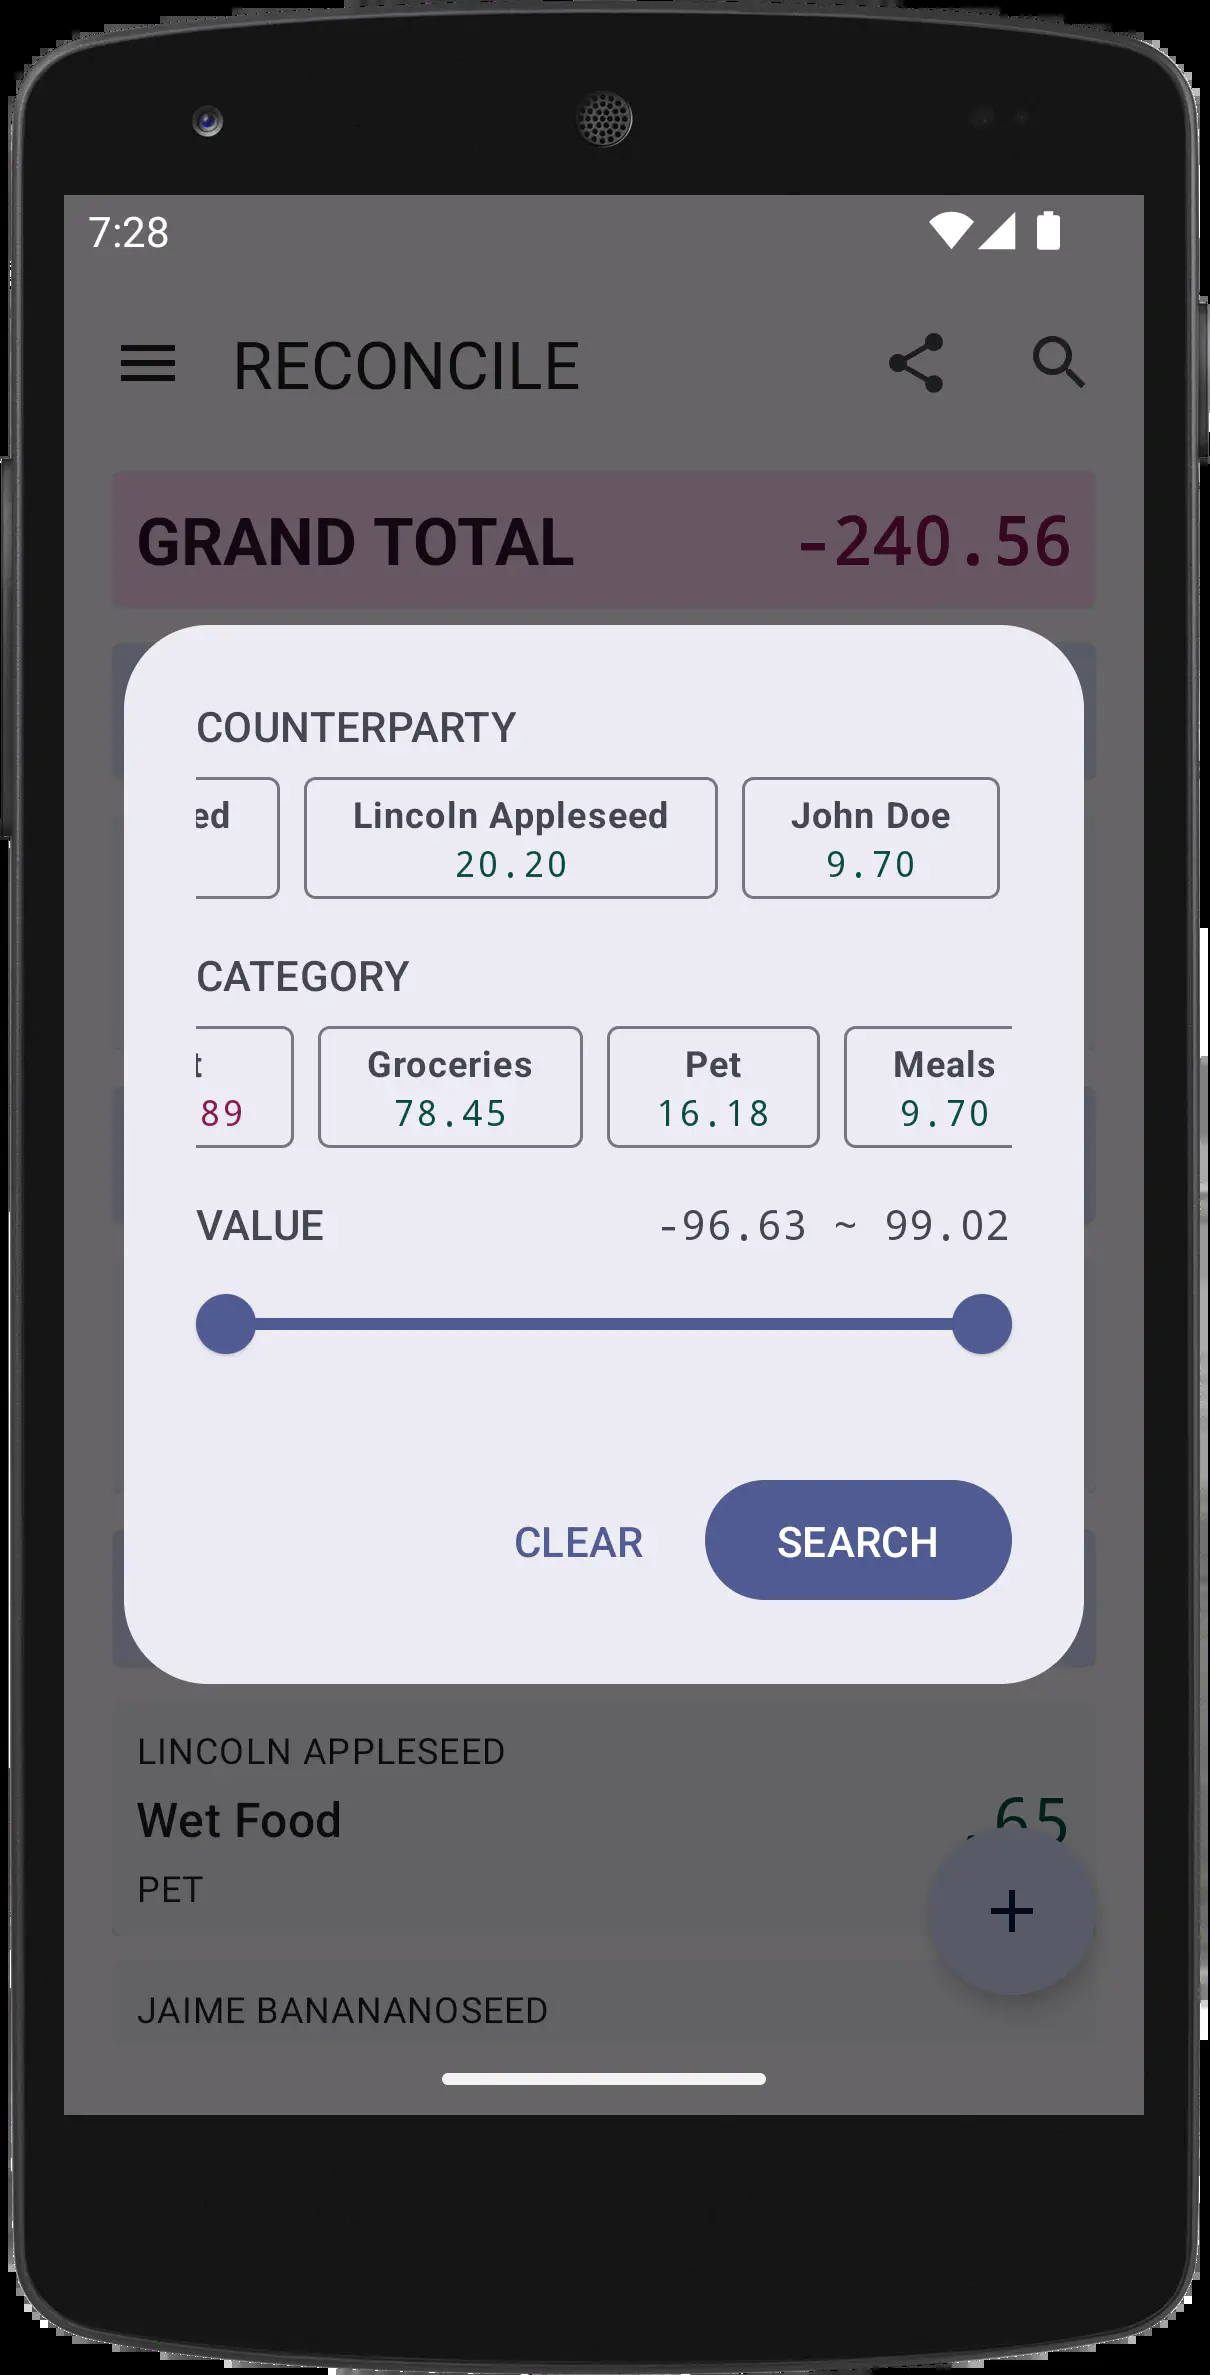 7:28
RECONCILE
GRAND TOTAL -240.56
COUNTERPARTY
ed Lincoln Appleseed John Doe
20.20 9.70
CATEGORY
t Groceries Pet Meals
89 78.45 16.18 9.70
VALUE -96.63 ~ 99.02
CLEAR SEARCH
LINCOLN APPLESEED
Wet Food .65
PET
JAIME BANANANOSEED